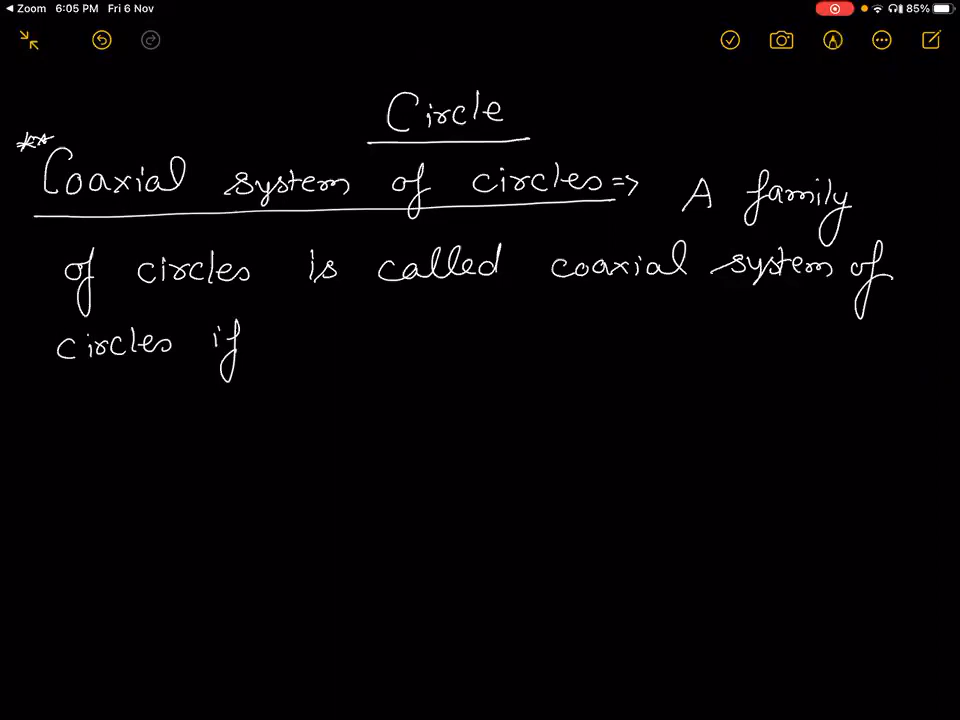 Zoom 6:05 PM Fri 6 Nov 85%
Circle
** Coaxial system of circles => A family
of circles is called coaxial system of
circles if